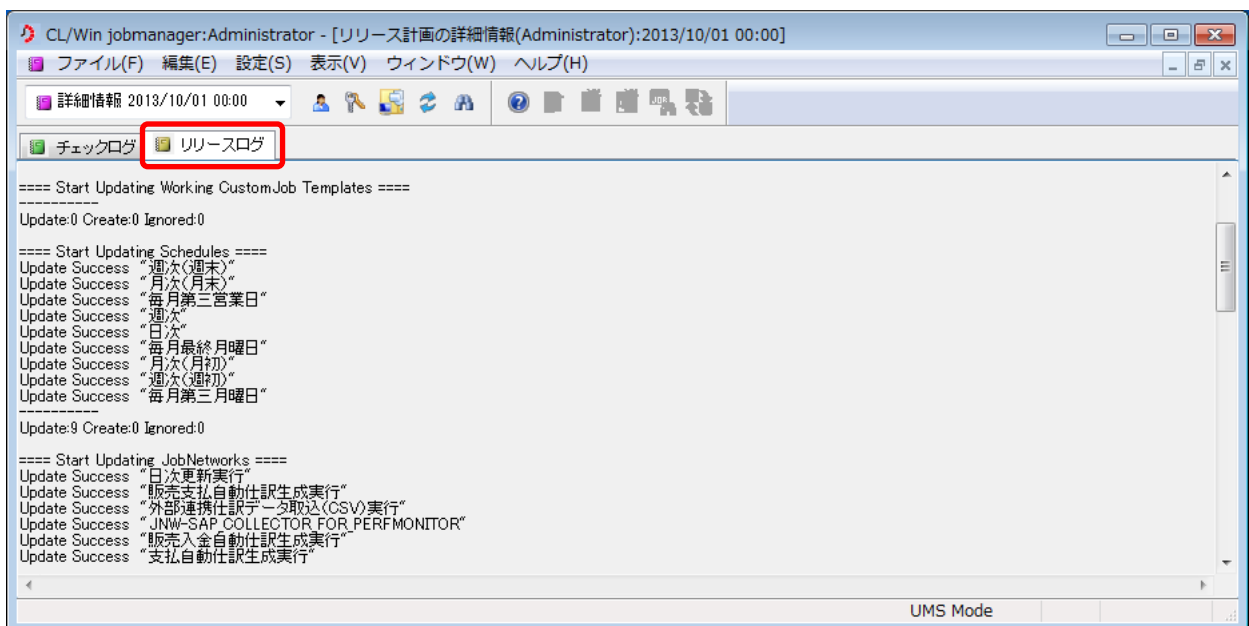 CL/Win jobmanager:Administrator - [リリース計画の詳細情報(Administrator):2013/10/01 00:00]
ファイル(F) 編集(E) 設定(S) 表示(V) ウィンドウ(W) ヘルプ(H)
詳細情報 2013/10/01 00:00
チェックログ リリースログ
==== Start Updating Working CustomJob Templates ====
----------
Update:0 Create:0 Ignored:0
==== Start Updating Schedules ====
Update Success "週次(週末)"
Update Success "月次(月末)"
Update Success "毎月第三営業日"
Update Success "週次"
Update Success "日次"
Update Success "毎月最終月曜日"
Update Success "月次(月初)"
Update Success "週次(週初)"
Update Success "毎月第三月曜日"
----------
Update:9 Create:0 Ignored:0
==== Start Updating JobNetworks ====
Update Success "日次更新実行"
Update Success "販売支払自動仕訳生成実行"
Update Success "外部連携仕訳データ取込(CSV)実行"
Update Success "JNW-SAP COLLECTOR FOR PERFMONITOR"
Update Success "販売入金自動仕訳生成実行"
Update Success "支払自動仕訳生成実行"
UMS Mode